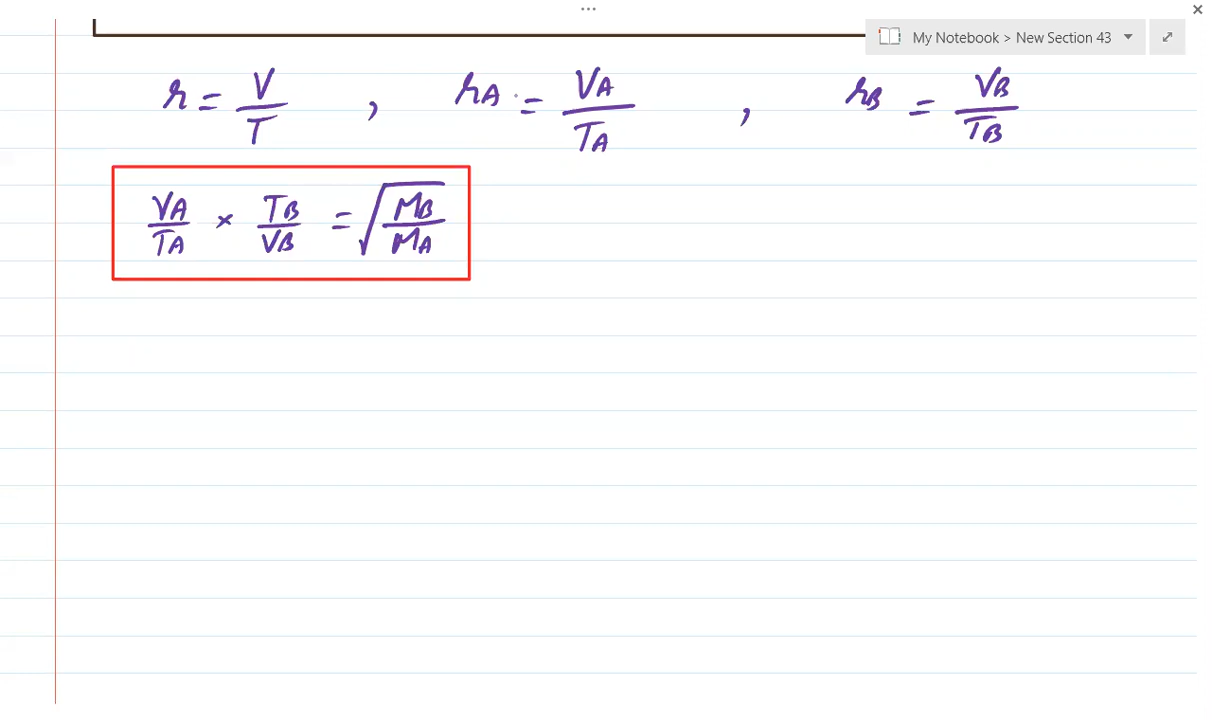 ...
×
My Notebook > New Section 43
r = V/T , rA = VA/TA , rB = VB/TB
VA/TA × TB/VB = √(MB/MA)